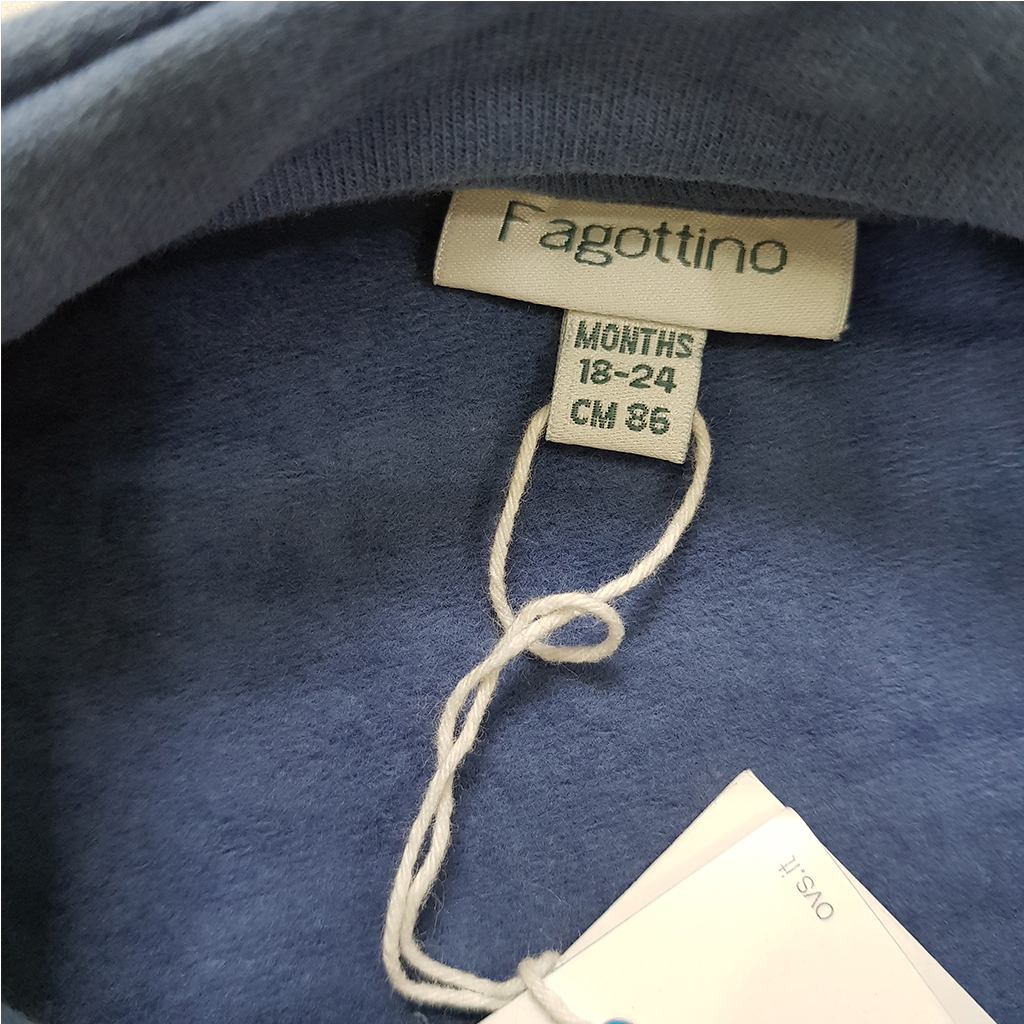 Fagottino
MONTHS
18-24
CM 86
ovs.it